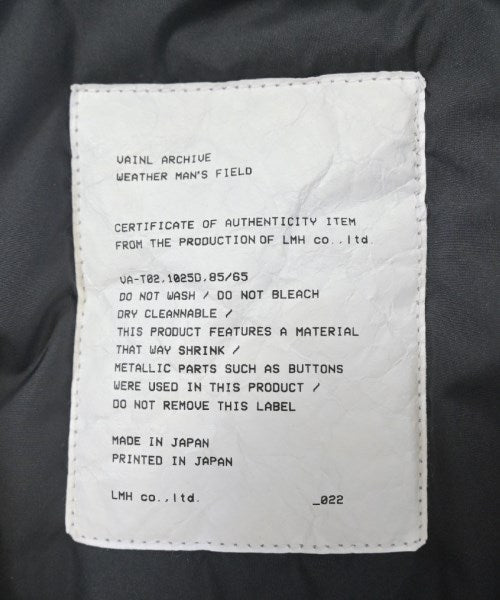 VAINL ARCHIVE
WEATHER MAN'S FIELD
CERTIFICATE OF AUTHENTICITY ITEM
FROM THE PRODUCTION OF LMH co.,ltd.
VA-T02.1025D.85/65
DO NOT WASH / DO NOT BLEACH
DRY CLEANNABLE /
THIS PRODUCT FEATURES A MATERIAL
THAT WAY SHRINK /
METALLIC PARTS SUCH AS BUTTONS
WERE USED IN THIS PRODUCT /
DO NOT REMOVE THIS LABEL
MADE IN JAPAN
PRINTED IN JAPAN
LMH co.,ltd. _022